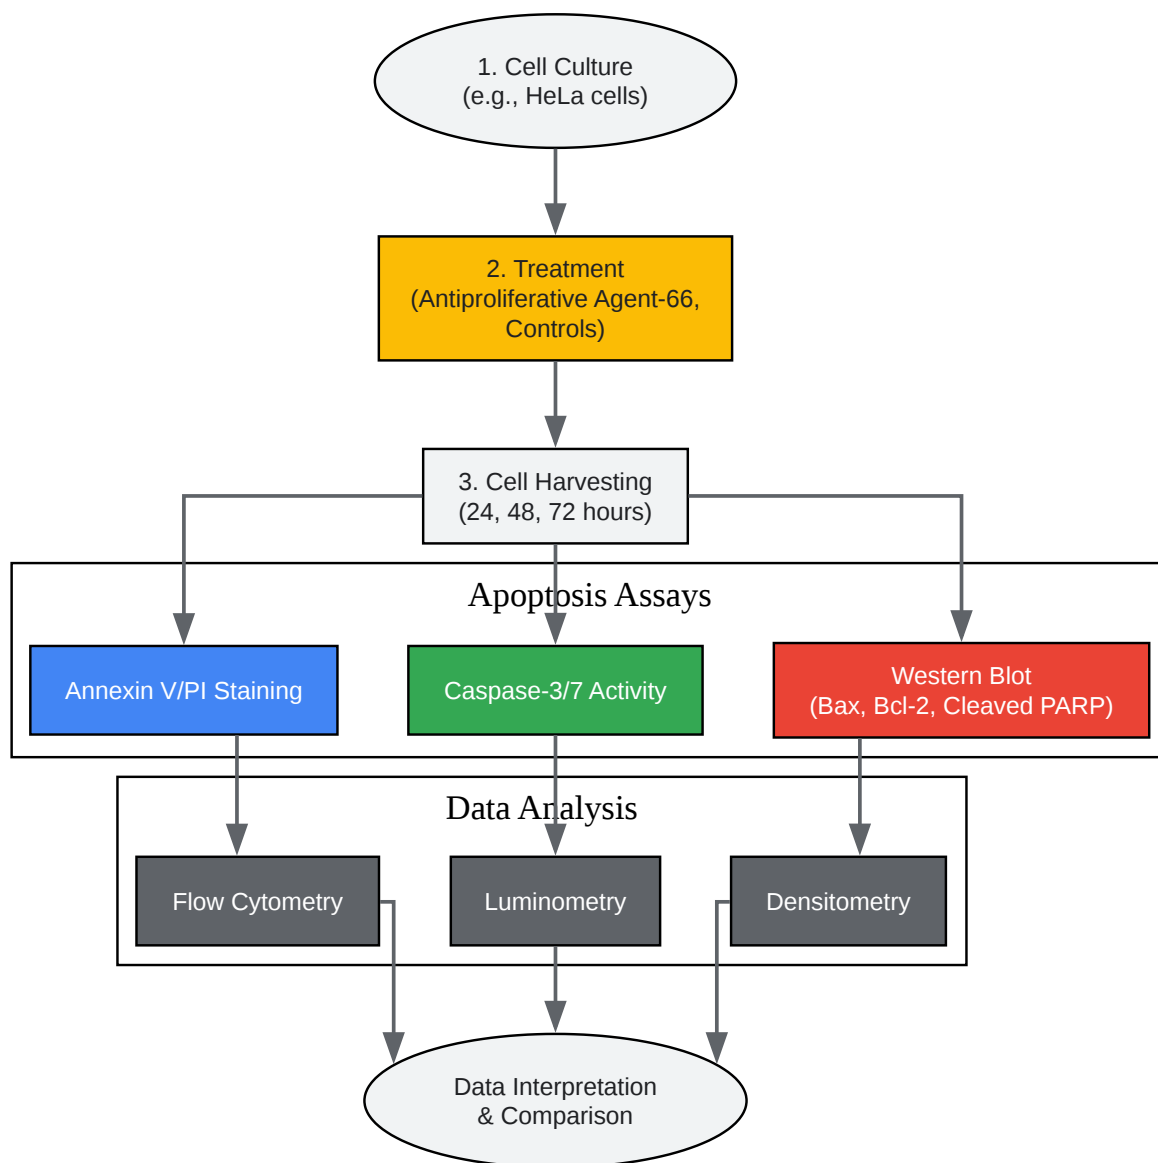 1. Cell Culture
(e.g., HeLa cells)
2. Treatment
(Antiproliferative Agent-66,
Controls)
3. Cell Harvesting
(24, 48, 72 hours)
Apoptosis Assays
Annexin V/PI Staining
Caspase-3/7 Activity
Western Blot
(Bax, Bcl-2, Cleaved PARP)
Data Analysis
Flow Cytometry
Luminometry
Densitometry
Data Interpretation
& Comparison